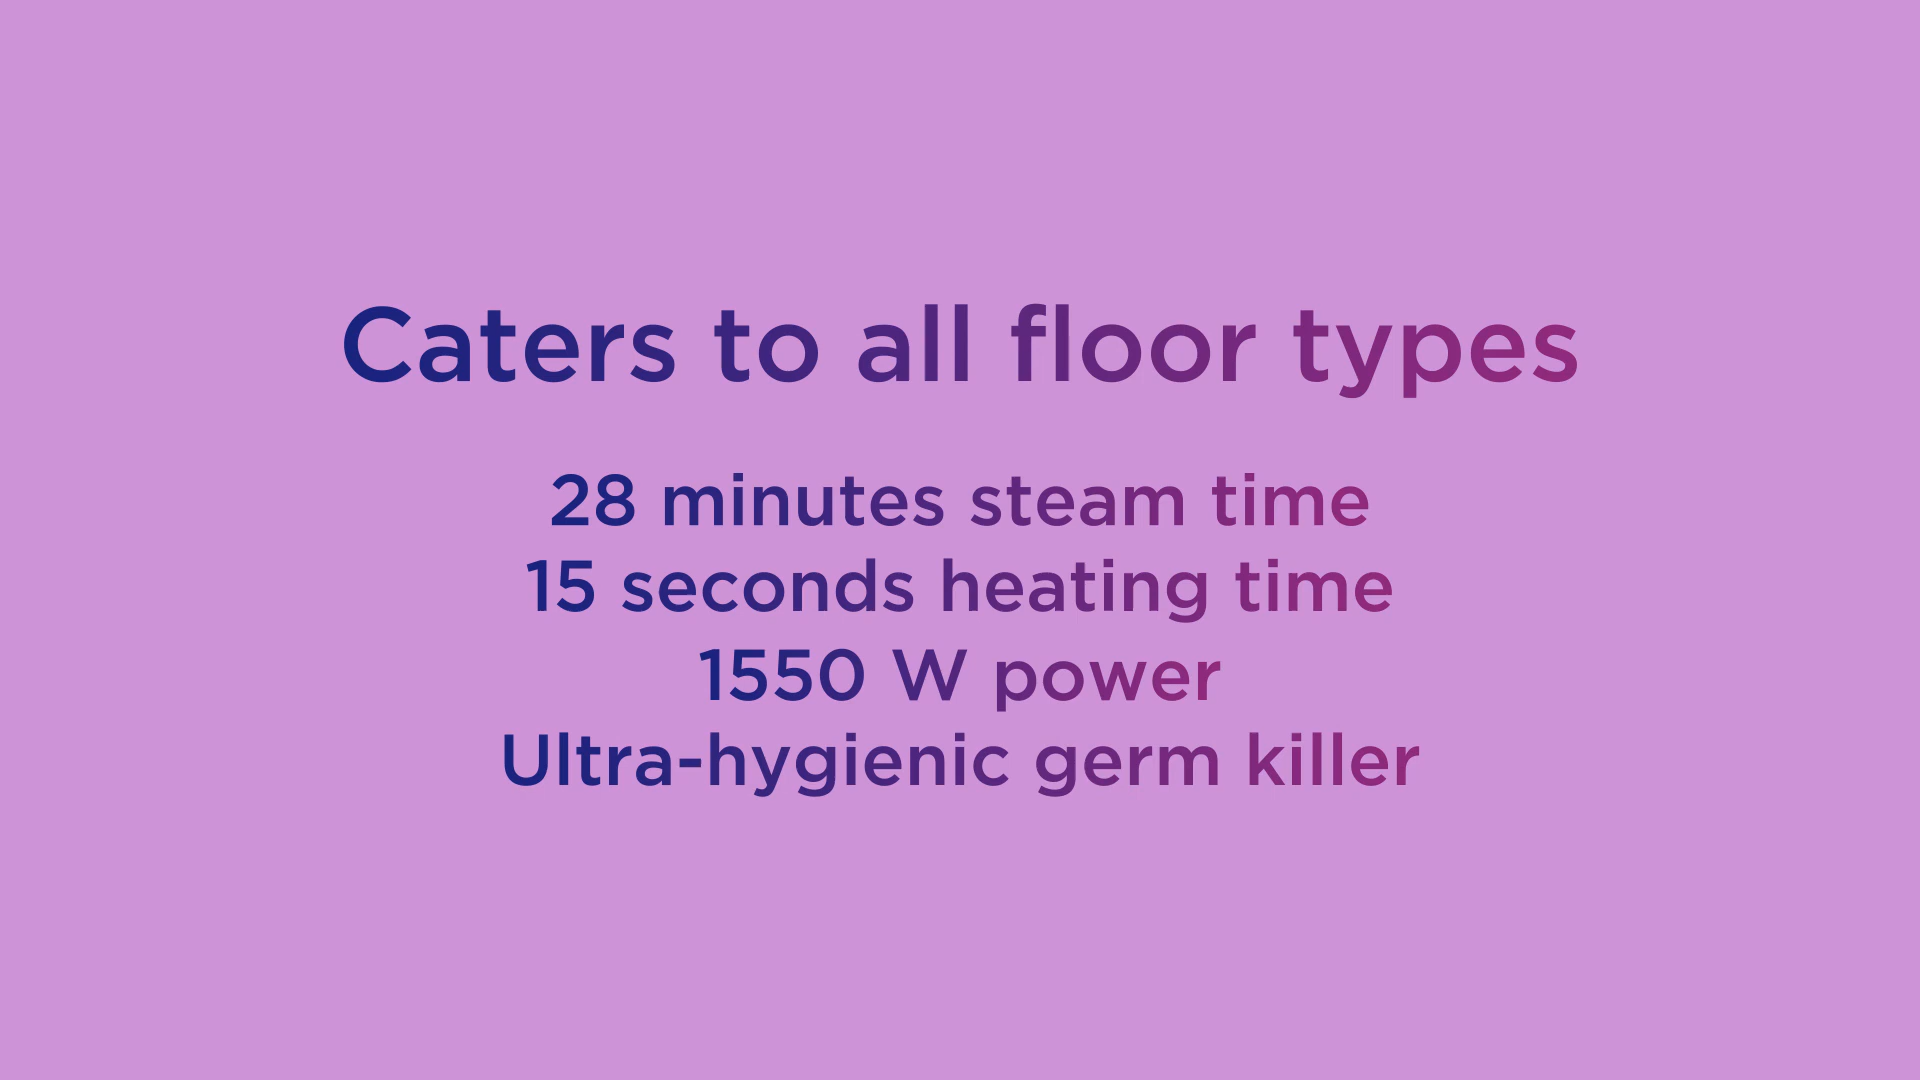 Caters to all floor types
28 minutes steam time
15 seconds heating time
1550 W power
Ultra-hygienic germ killer